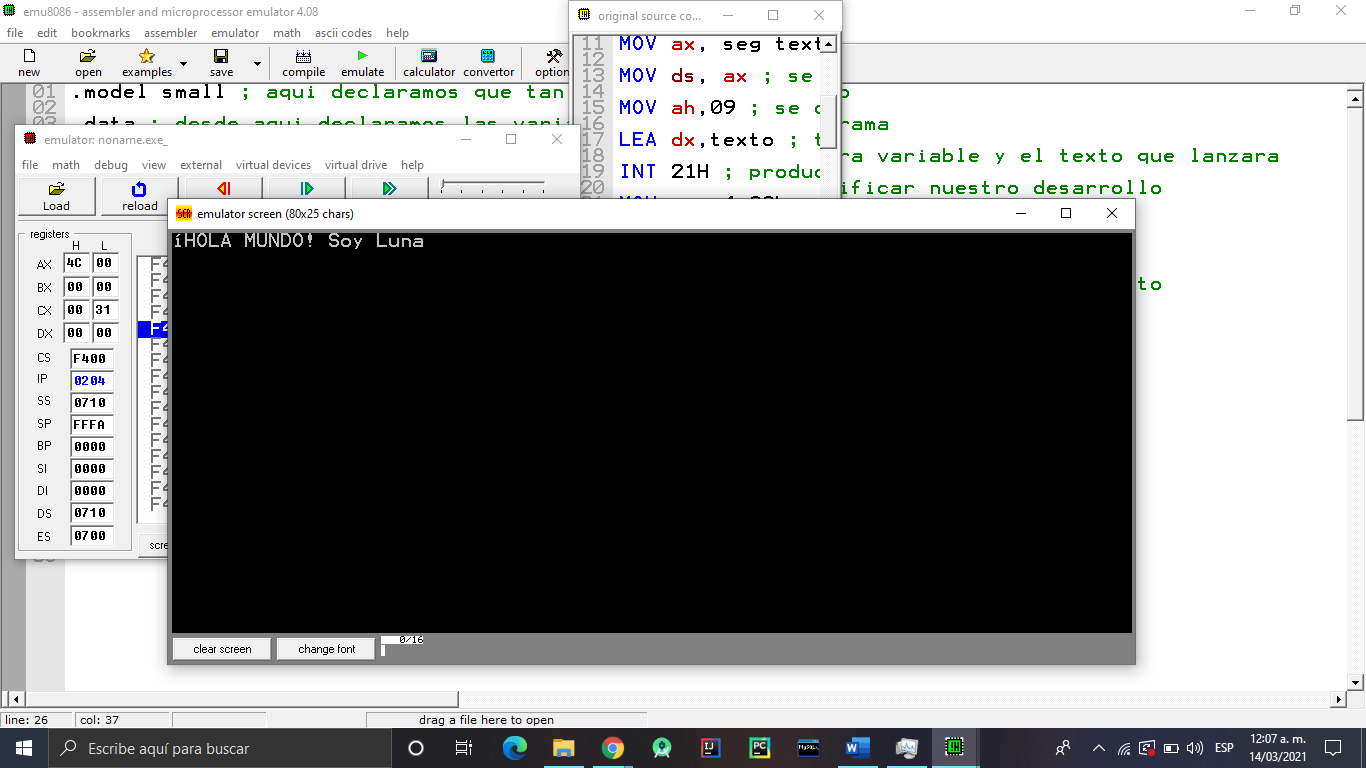 emu8086 - assembler and microprocessor emulator 4.08
file edit bookmarks assembler emulator math ascii codes help
new open examples save compile emulate calculator convertor option
01 .model small ; aqui declaramos que tan
02
03 .data ; desde aqui declaramos las vari
original source co...
11 MOV ax, seg text
12
13 MOV ds, ax ; se
14
15 MOV ah,09 ; se
16
17 LEA dx,texto ;
18
19 INT 21H ; produc
20
rama
ra variable y el texto que lanzara
ificar nuestro desarrollo
to
emulator: noname.exe_
file math debug view external virtual devices virtual drive help
Load reload
registers
H L
AX 4C 00
BX 00 00
CX 00 31
DX 00 00
CS F400
IP 0204
SS 0710
SP FFFA
BP 0000
SI 0000
DI 0000
DS 0710
ES 0700
scre
emulator screen (80x25 chars)
íHOLA MUNDO! Soy Luna
clear screen change font 0/16
line: 26 col: 37 drag a file here to open
Escribe aquí para buscar
ESP
12:07 a. m.
14/03/2021